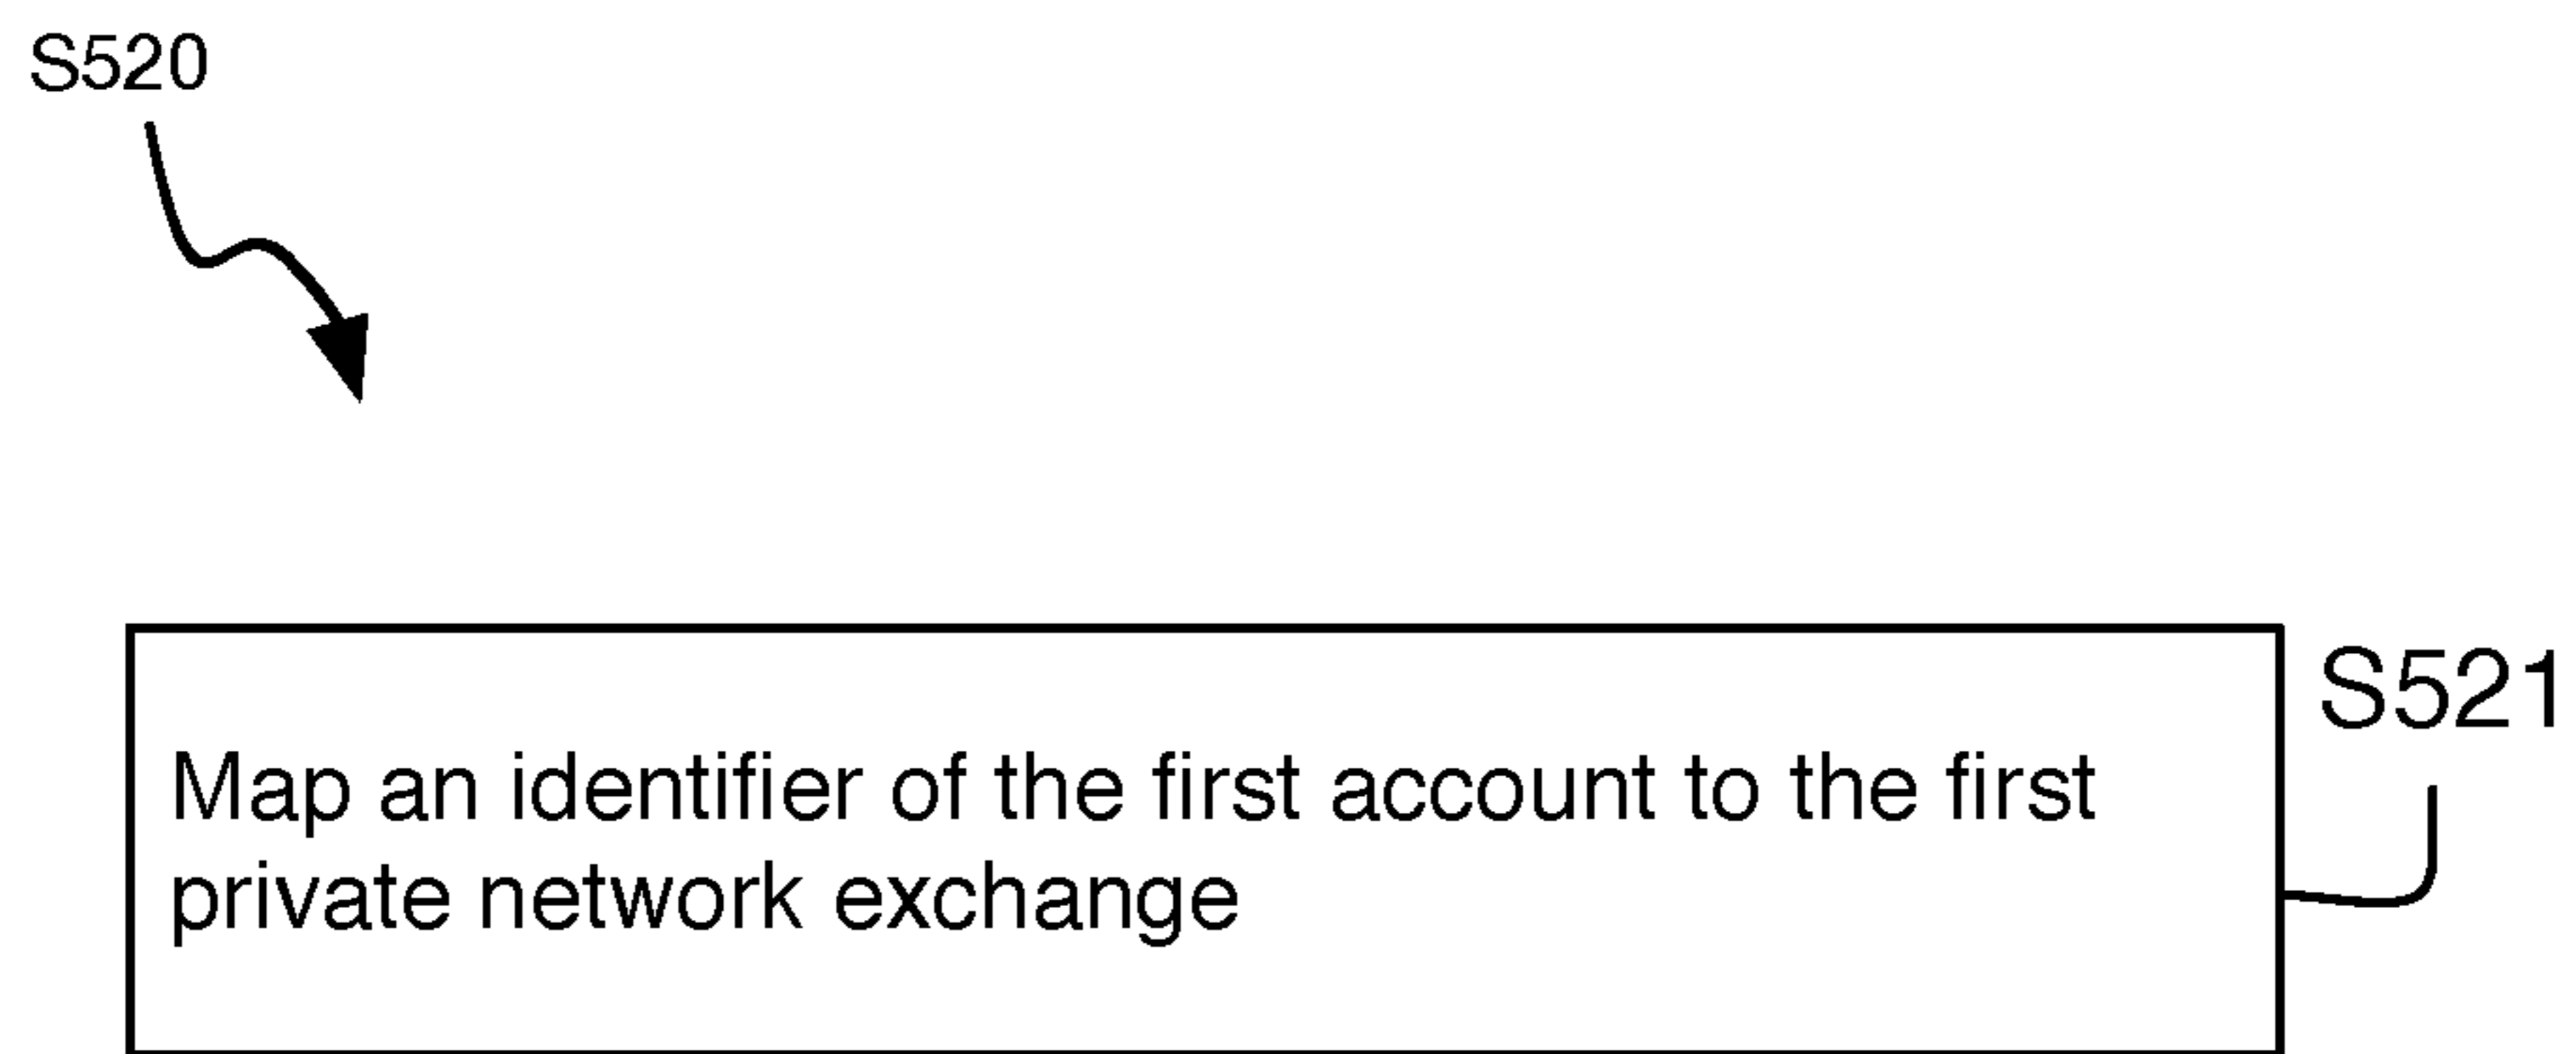 S520
S521
Map an identifier of the first account to the first
private network exchange